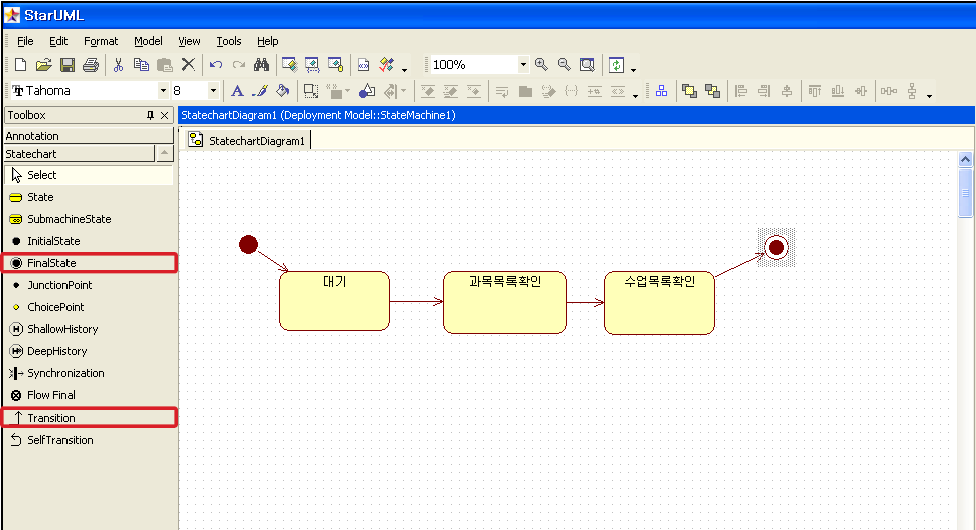 StarUML
File Edit Format Model View Tools Help
100%
Tahoma 8
Toolbox
StatechartDiagram1 (Deployment Model::StateMachine1)
Annotation
StatechartDiagram1
Statechart
Select
State
SubmachineState
InitialState
FinalState
JunctionPoint
ChoicePoint
ShallowHistory
DeepHistory
Synchronization
Flow Final
Transition
SelfTransition
대기
과목목록확인
수업목록확인